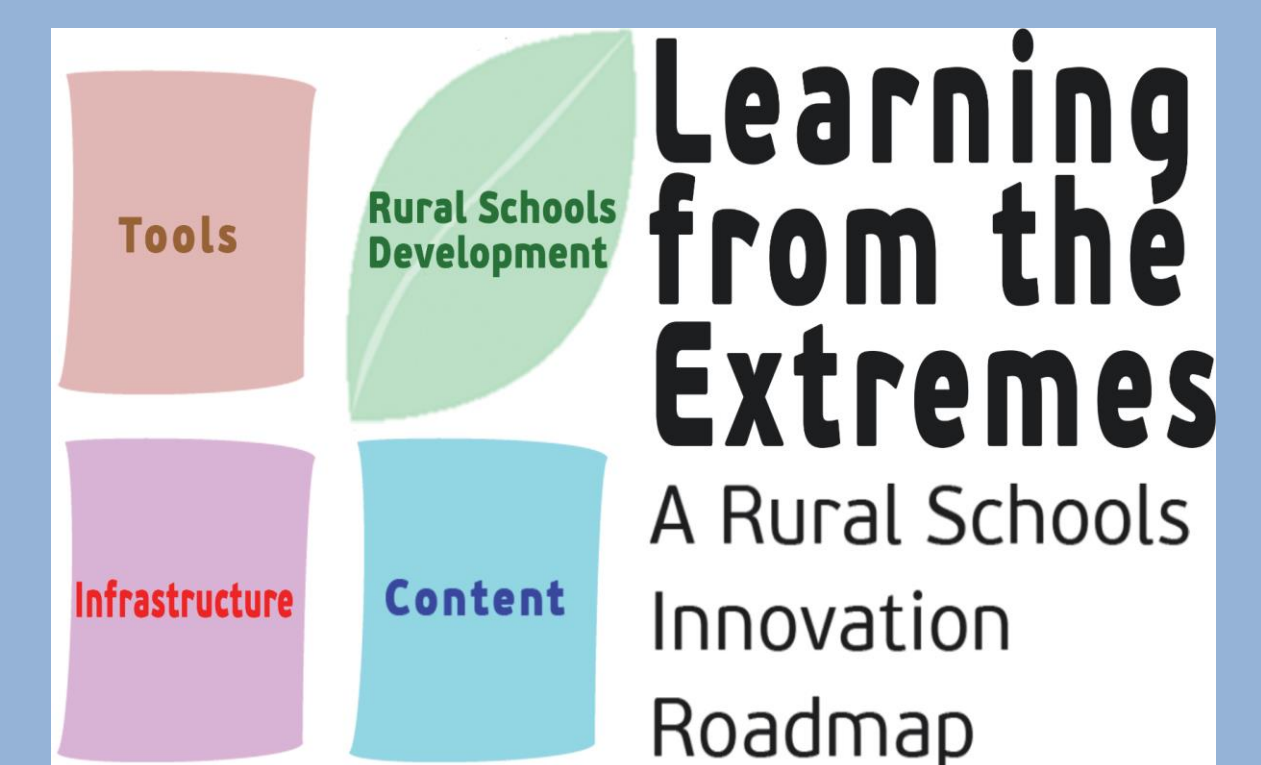 Tools
Rural Schools
Development
Infrastructure
Content
Learning
from the
Extremes
A Rural Schools
Innovation
Roadmap